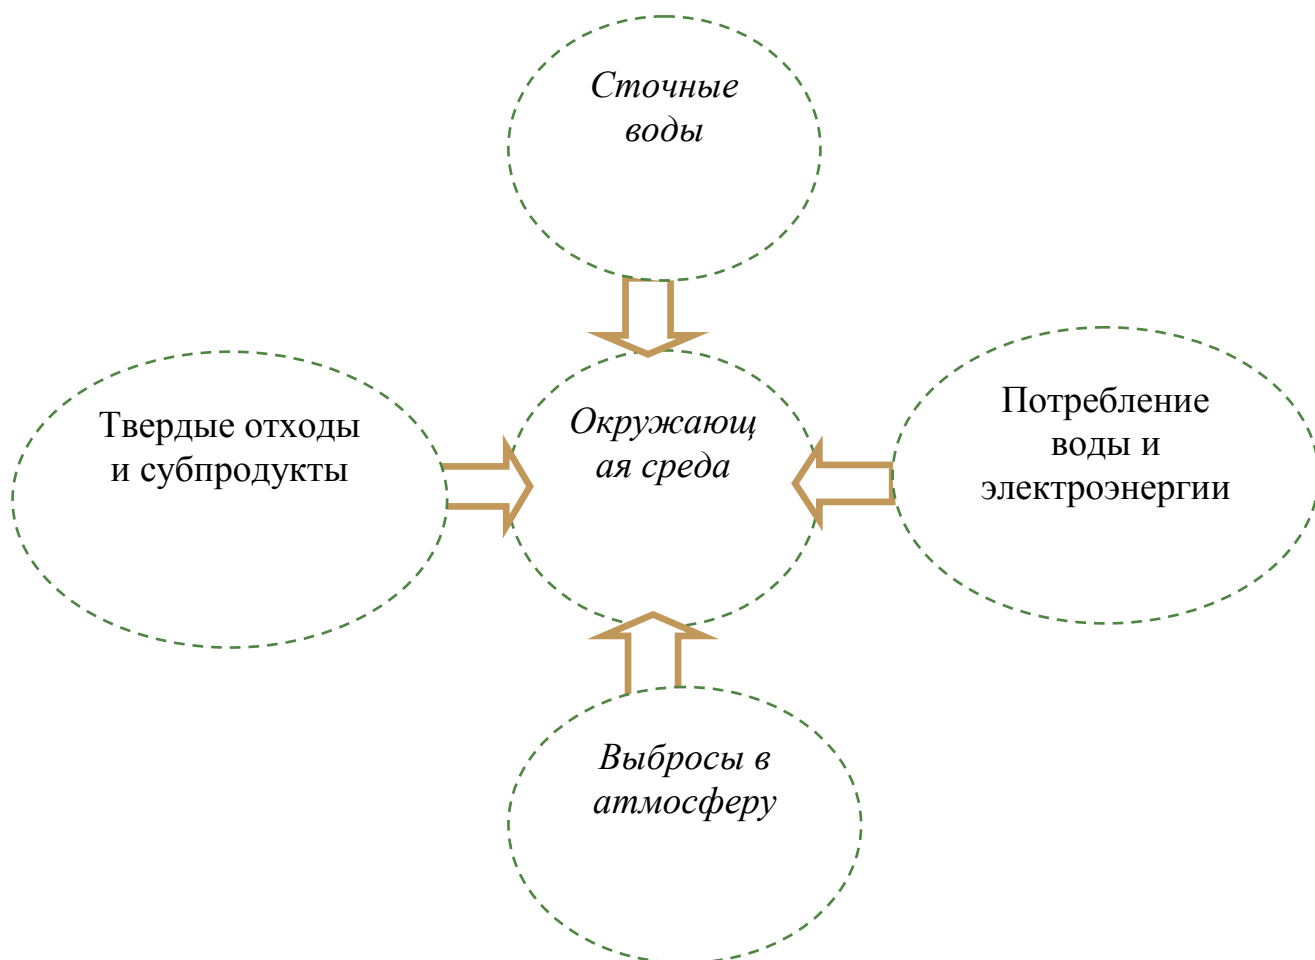 Сточные
воды
Твердые отходы
и субпродукты
Окружающ
ая среда
Потребление
воды и
электроэнергии
Выбросы в
атмосферу